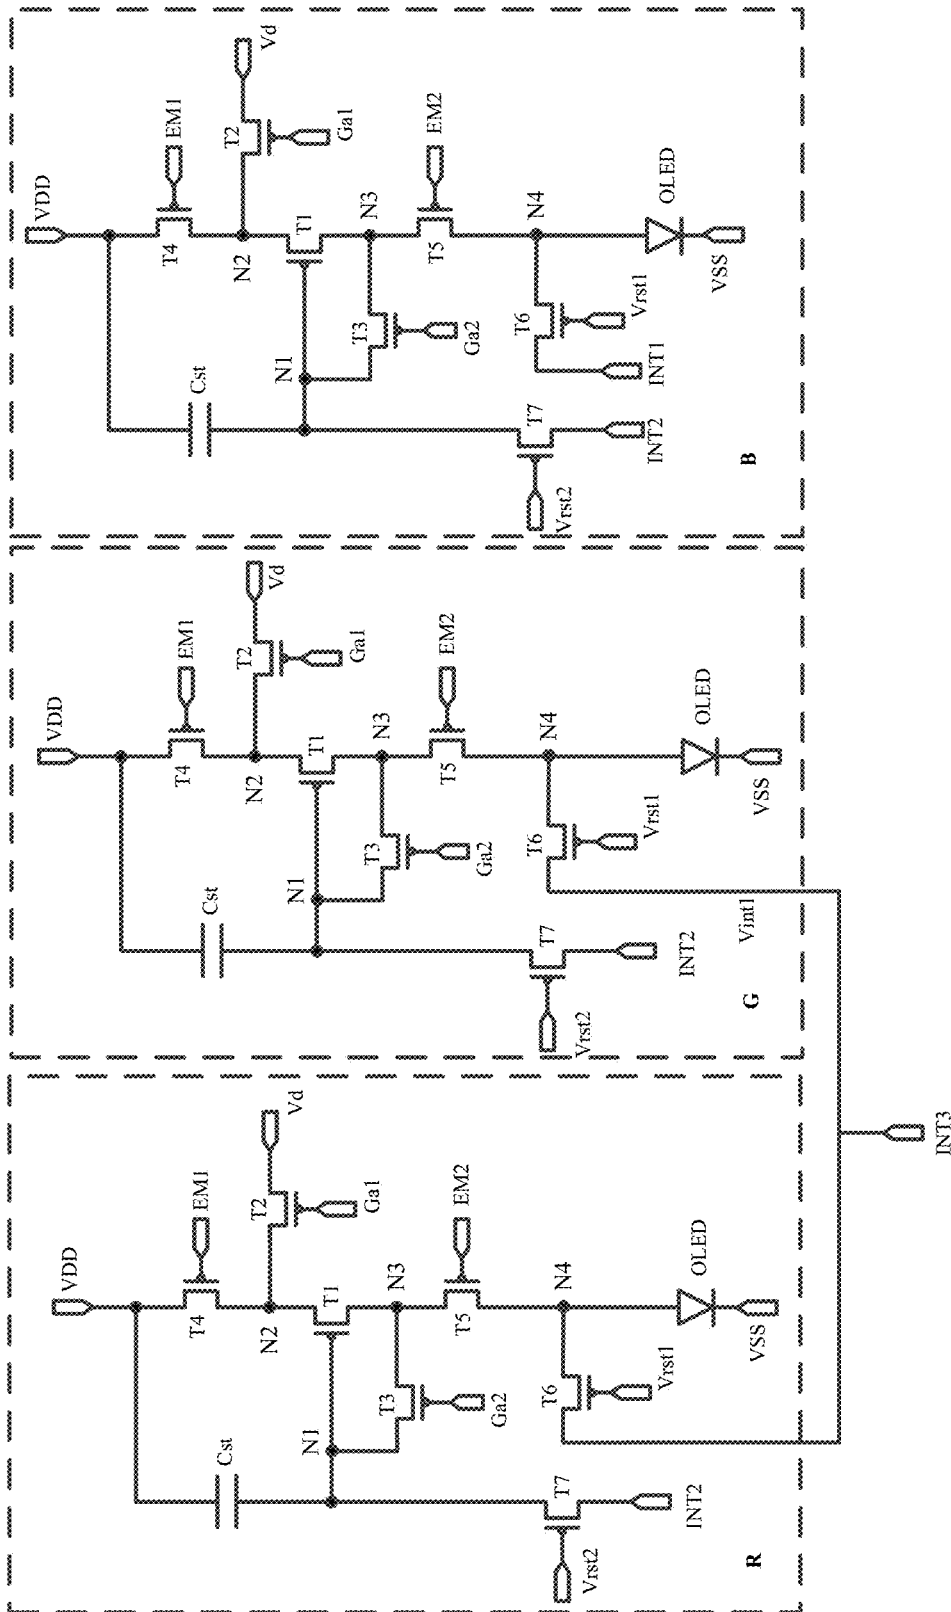 VDD
EM1
T4
Vd
T2
Ga1
N2
T1
N3
EM2
T5
T3
Ga2
N1
Cst
N4
T6
Vrst1
INT1
OLED
VSS
T7
INT2
Vrst2
B
VDD
EM1
T4
Vd
T2
Ga1
N2
T1
N3
EM2
T5
T3
Ga2
N1
Cst
N4
T6
Vrst1
Vint1
OLED
VSS
T7
INT2
Vrst2
G
VDD
EM1
T4
Vd
T2
Ga1
N2
T1
N3
EM2
T5
T3
Ga2
N1
Cst
N4
T6
Vrst1
OLED
VSS
T7
INT2
Vrst2
R
INT3